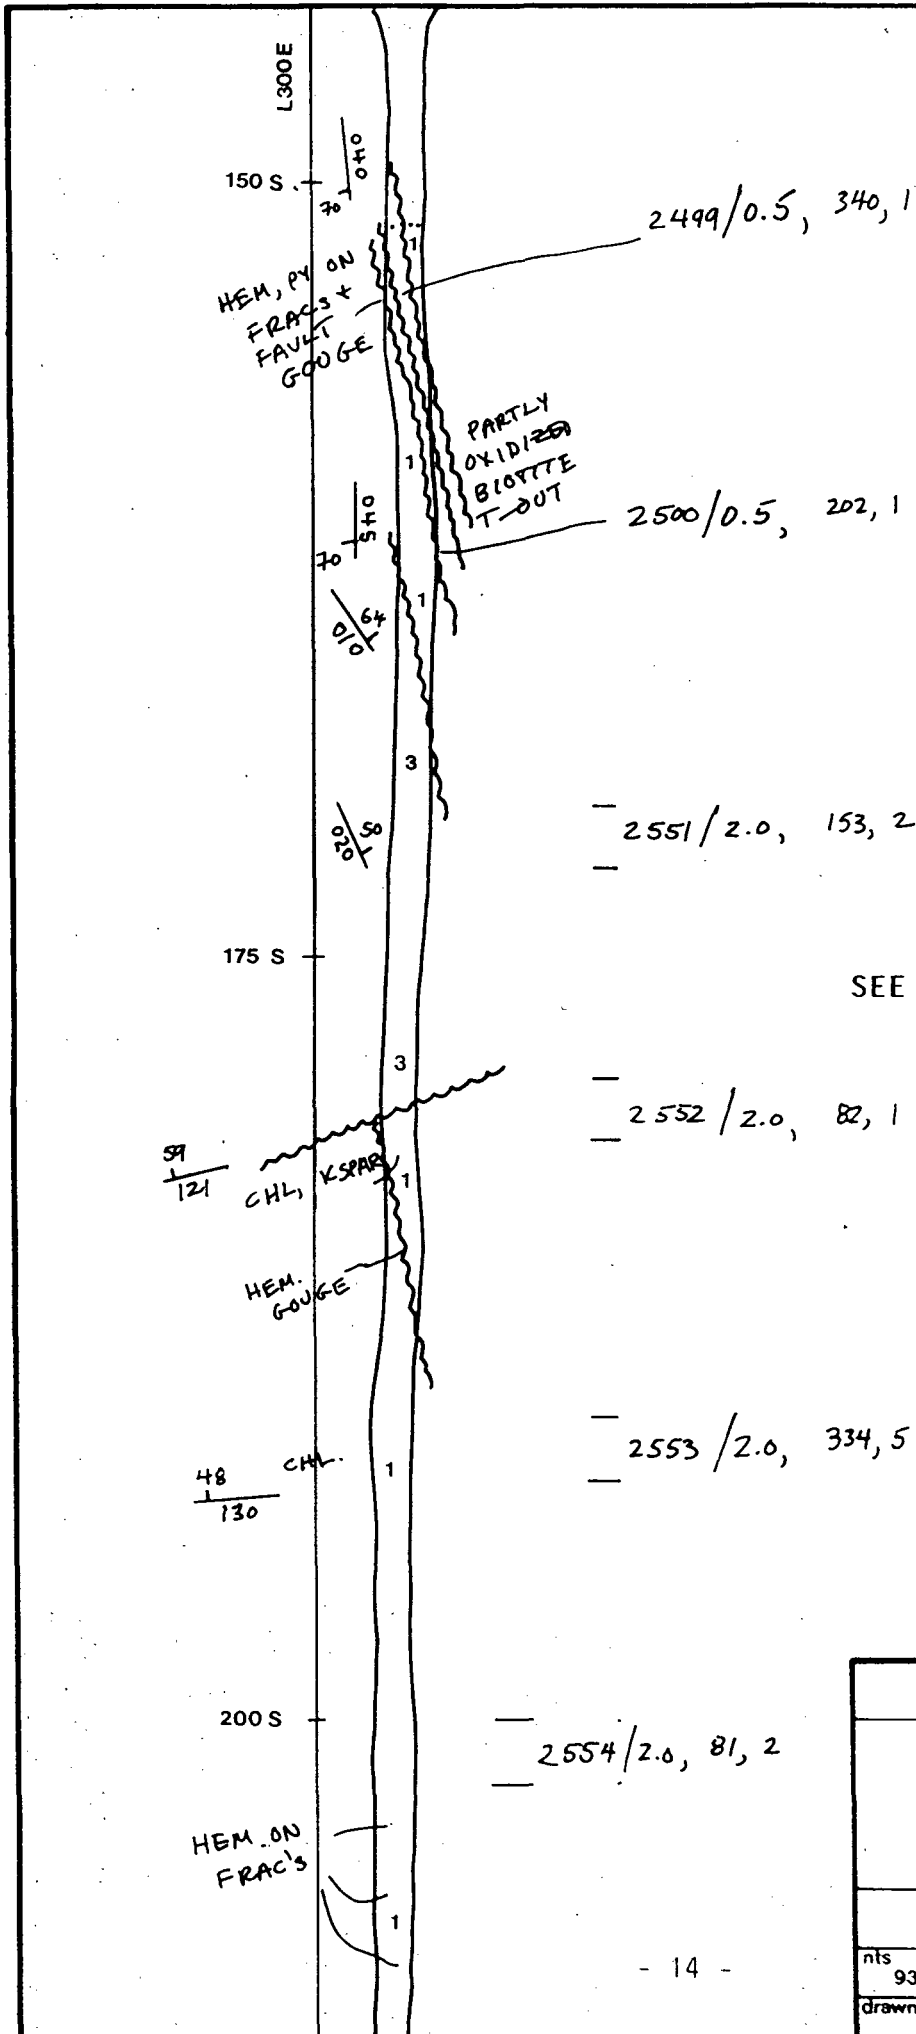 L300E
150 S
040
70
1
2499/0.5, 340, 1
HEM, PY ON
FRACS +
FAULT
GOUGE
PARTLY
OXIDIZED
BIOTITE
T-OUT
1
045
70
2500/0.5, 202, 1
64
010
1
3
50
020
2551/2.0, 153, 2
175 S
SEE
3
2552/2.0, 82, 1
59
121
CHL, KSPAR
1
HEM.
GOUGE
2553/2.0, 334, 5
CHL.
48
130
1
200 S
2554/2.0, 81, 2
HEM. ON
FRAC'S
1
- 14 -
nts
93
drawn